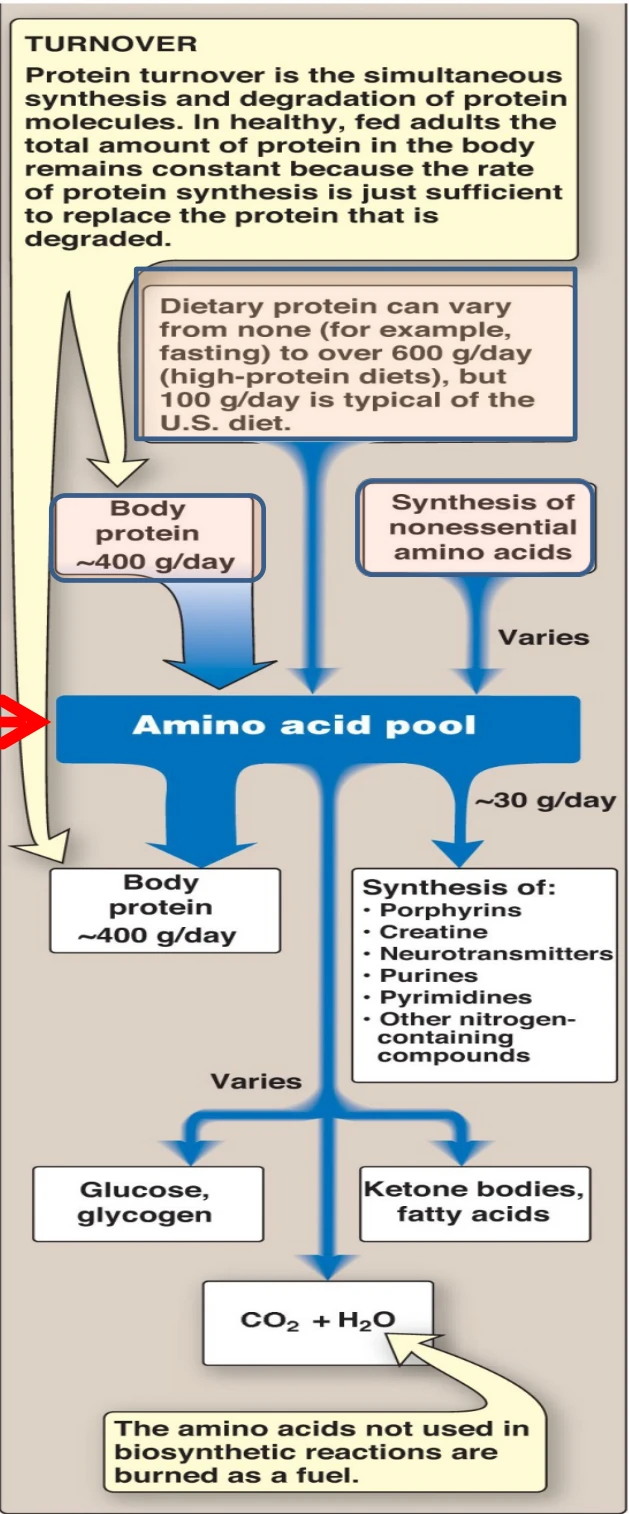 TURNOVER
Protein turnover is the simultaneous
synthesis and degradation of protein
molecules. In healthy, fed adults the
total amount of protein in the body
remains constant because the rate
of protein synthesis is just sufficient
to replace the protein that is
degraded.
Dietary protein can vary
from none (for example,
fasting) to over 600 g/day
(high-protein diets), but
100 g/day is typical of the
U.S. diet.
Body
protein
~400 g/day
Synthesis of
nonessential
amino acids
Varies
Amino acid pool
~30 g/day
Body
protein
~400 g/day
Synthesis of:
· Porphyrins
· Creatine
· Neurotransmitters
· Purines
· Pyrimidines
· Other nitrogen-
containing
compounds
Varies
Glucose,
glycogen
Ketone bodies,
fatty acids
CO₂ + H₂O
The amino acids not used in
biosynthetic reactions are
burned as a fuel.